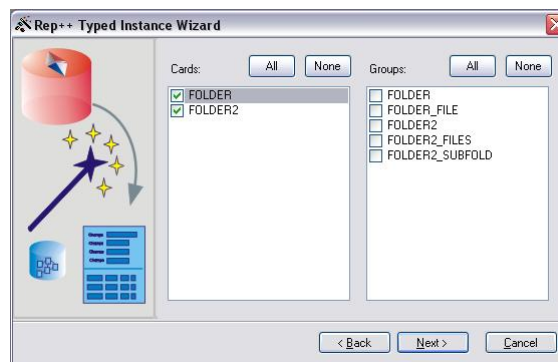 Rep++ Typed Instance Wizard
Cards: All None Groups: All None
FOLDER
FOLDER2
FOLDER
FOLDER_FILE
FOLDER2
FOLDER2_FILES
FOLDER2_SUBFOLD
< Back Next > Cancel